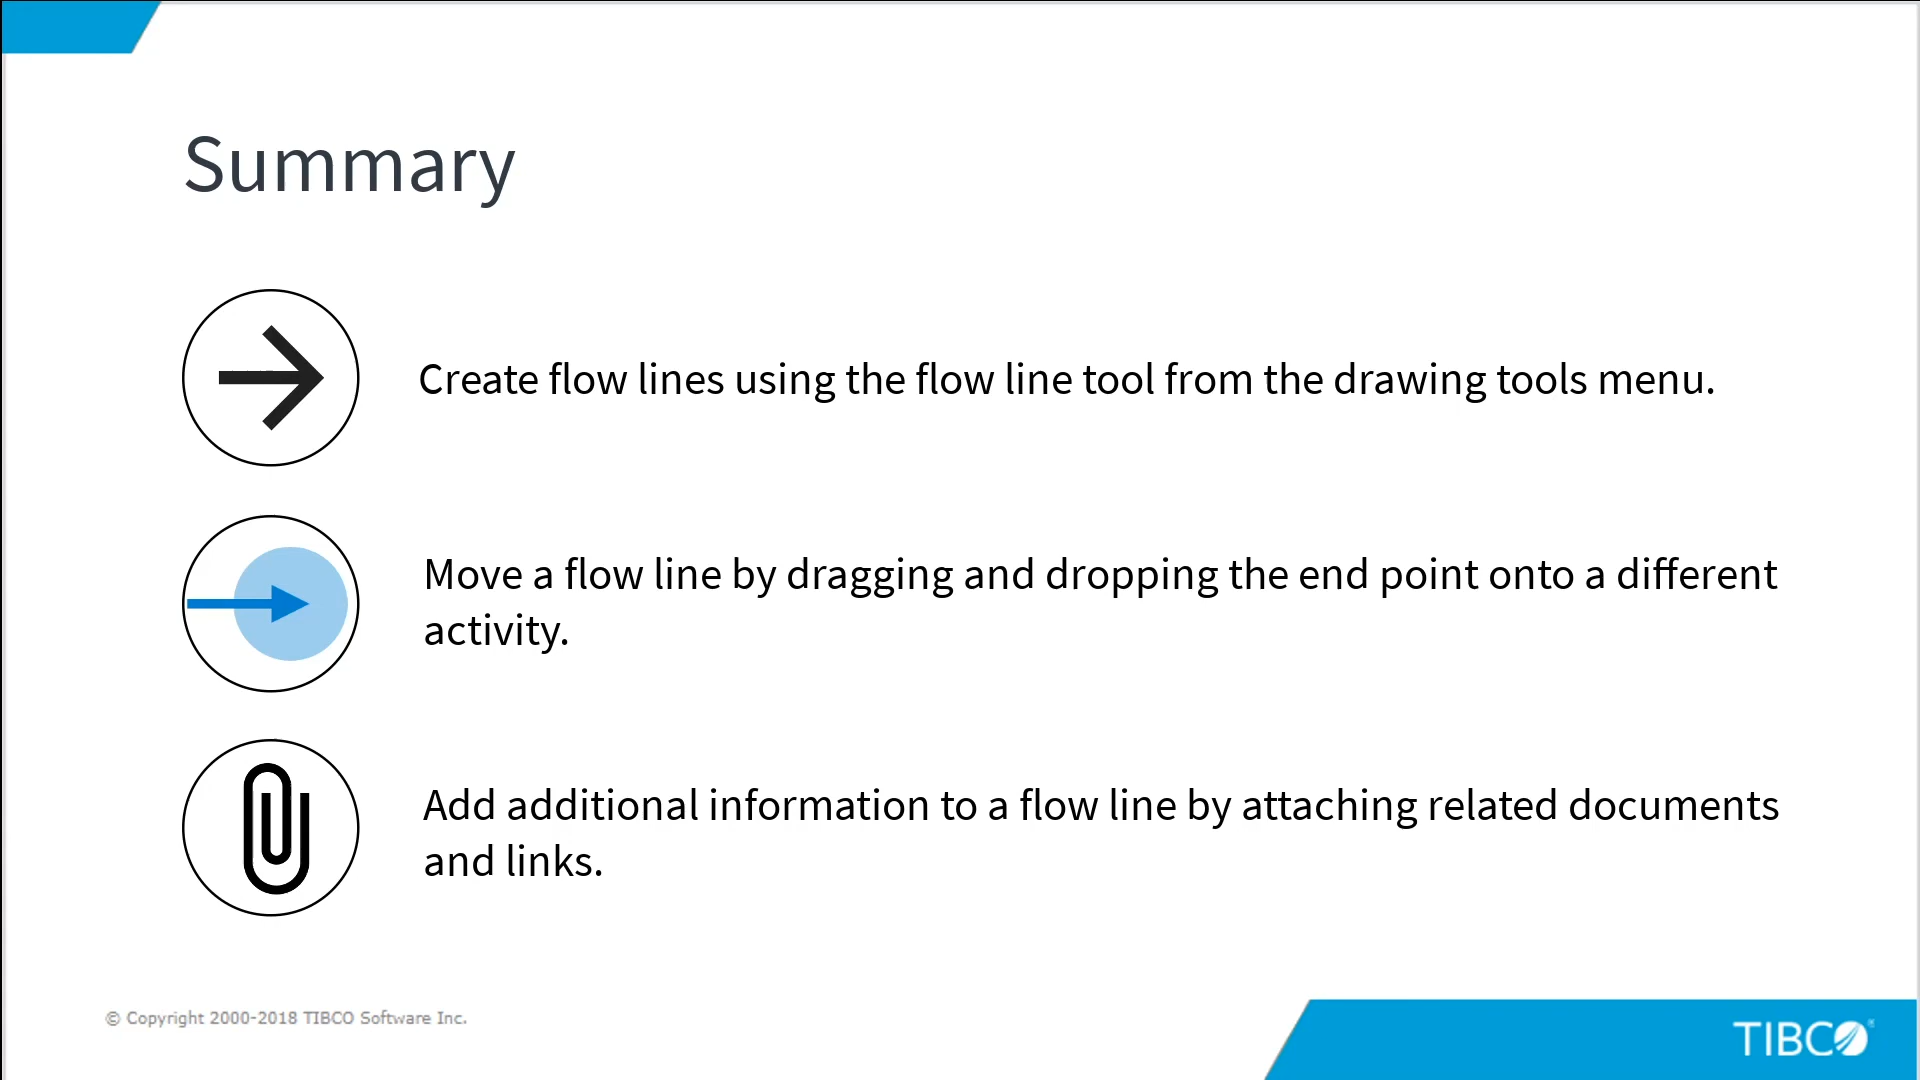 Summary
Create flow lines using the flow line tool from the drawing tools menu.
Move a flow line by dragging and dropping the end point onto a different
activity.
Add additional information to a flow line by attaching related documents
and links.
© Copyright 2000-2018 TIBCO Software Inc.
TIBCO®